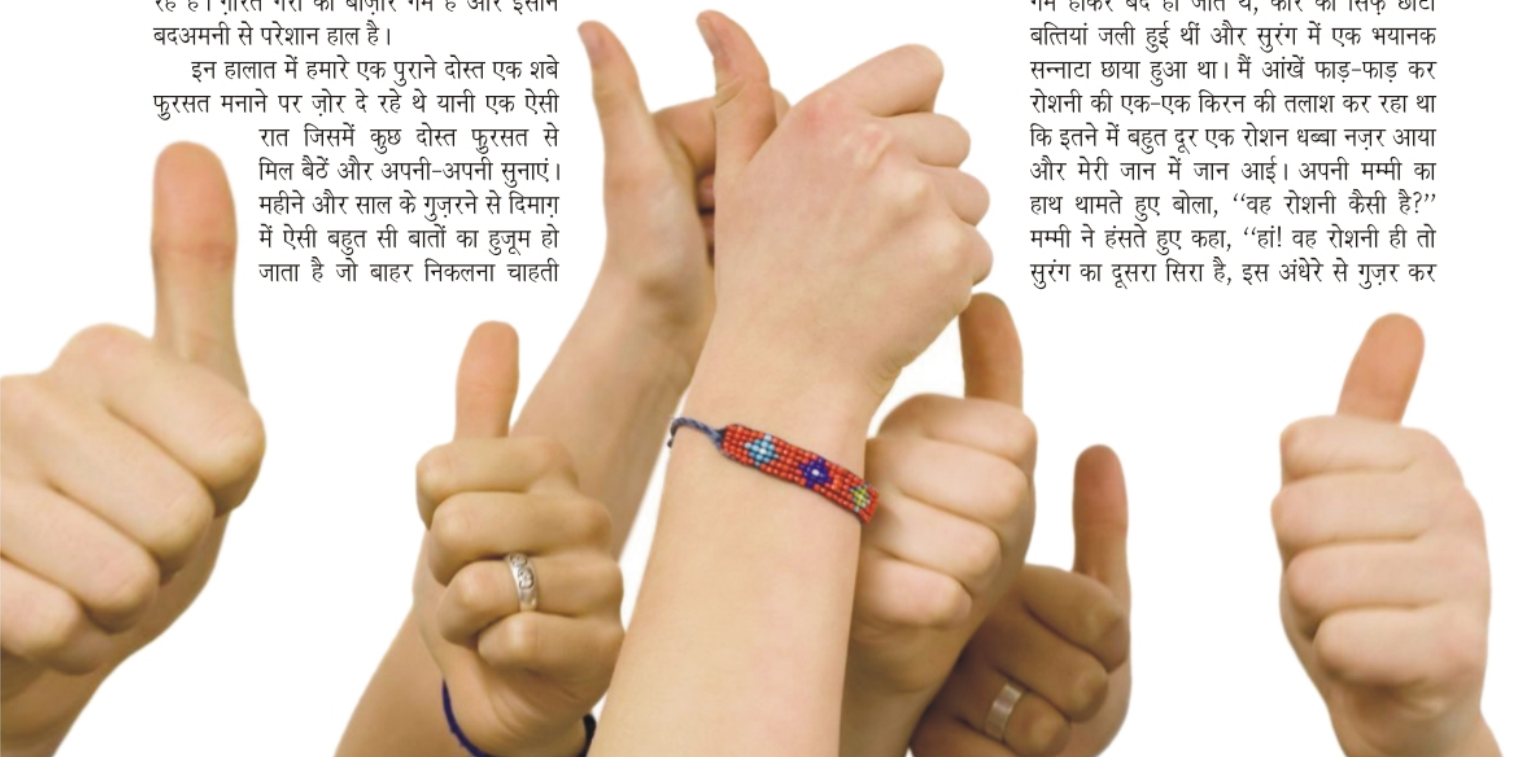 बदअमनी से परेशान हाल है।
इन हालात में हमारे एक पुराने दोस्त एक शबे
फुरसत मनाने पर ज़ोर दे रहे थे यानी एक ऐसी
रात जिसमें कुछ दोस्त फुरसत से
मिल बैठें और अपनी-अपनी सुनाएं।
महीने और साल के गुज़रने से दिमाग़
में ऐसी बहुत सी बातों का हुजूम हो
जाता है जो बाहर निकलना चाहती
बत्तियां जली हुई थीं और सुरंग में एक भयानक
सन्नाटा छाया हुआ था। मैं आंखें फाड़-फाड़ कर
रोशनी की एक-एक किरन की तलाश कर रहा था
कि इतने में बहुत दूर एक रोशन धब्बा नज़र आया
और मेरी जान में जान आई। अपनी मम्मी का
हाथ थामते हुए बोला, ‘‘वह रोशनी कैसी है?’’
मम्मी ने हंसते हुए कहा, ‘‘हां! वह रोशनी ही तो
सुरंग का दूसरा सिरा है, इस अंधेरे से गुज़र कर